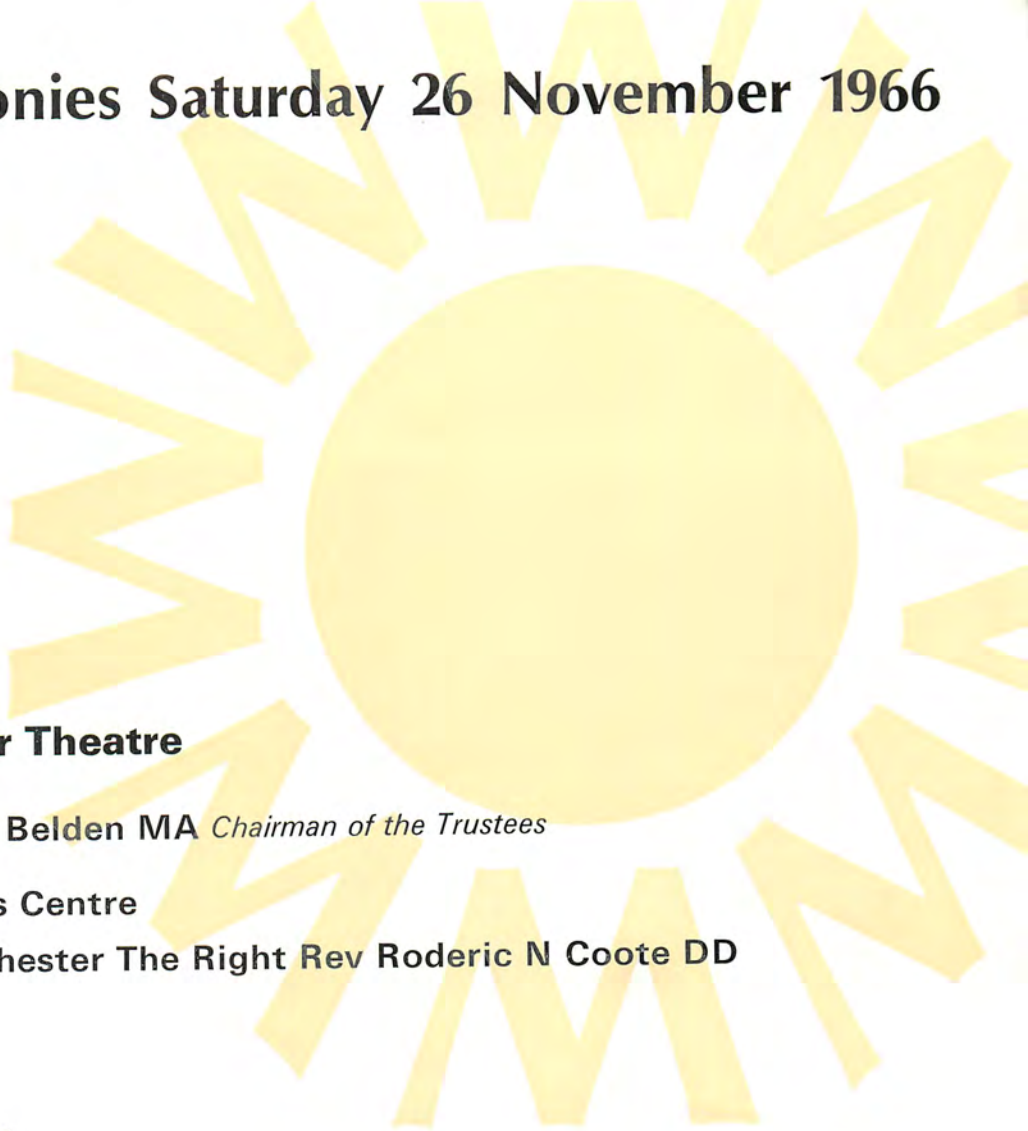 onies Saturday 26 November 1966
r Theatre
Belden MA Chairman of the Trustees
s Centre
hester The Right Rev Roderic N Coote DD